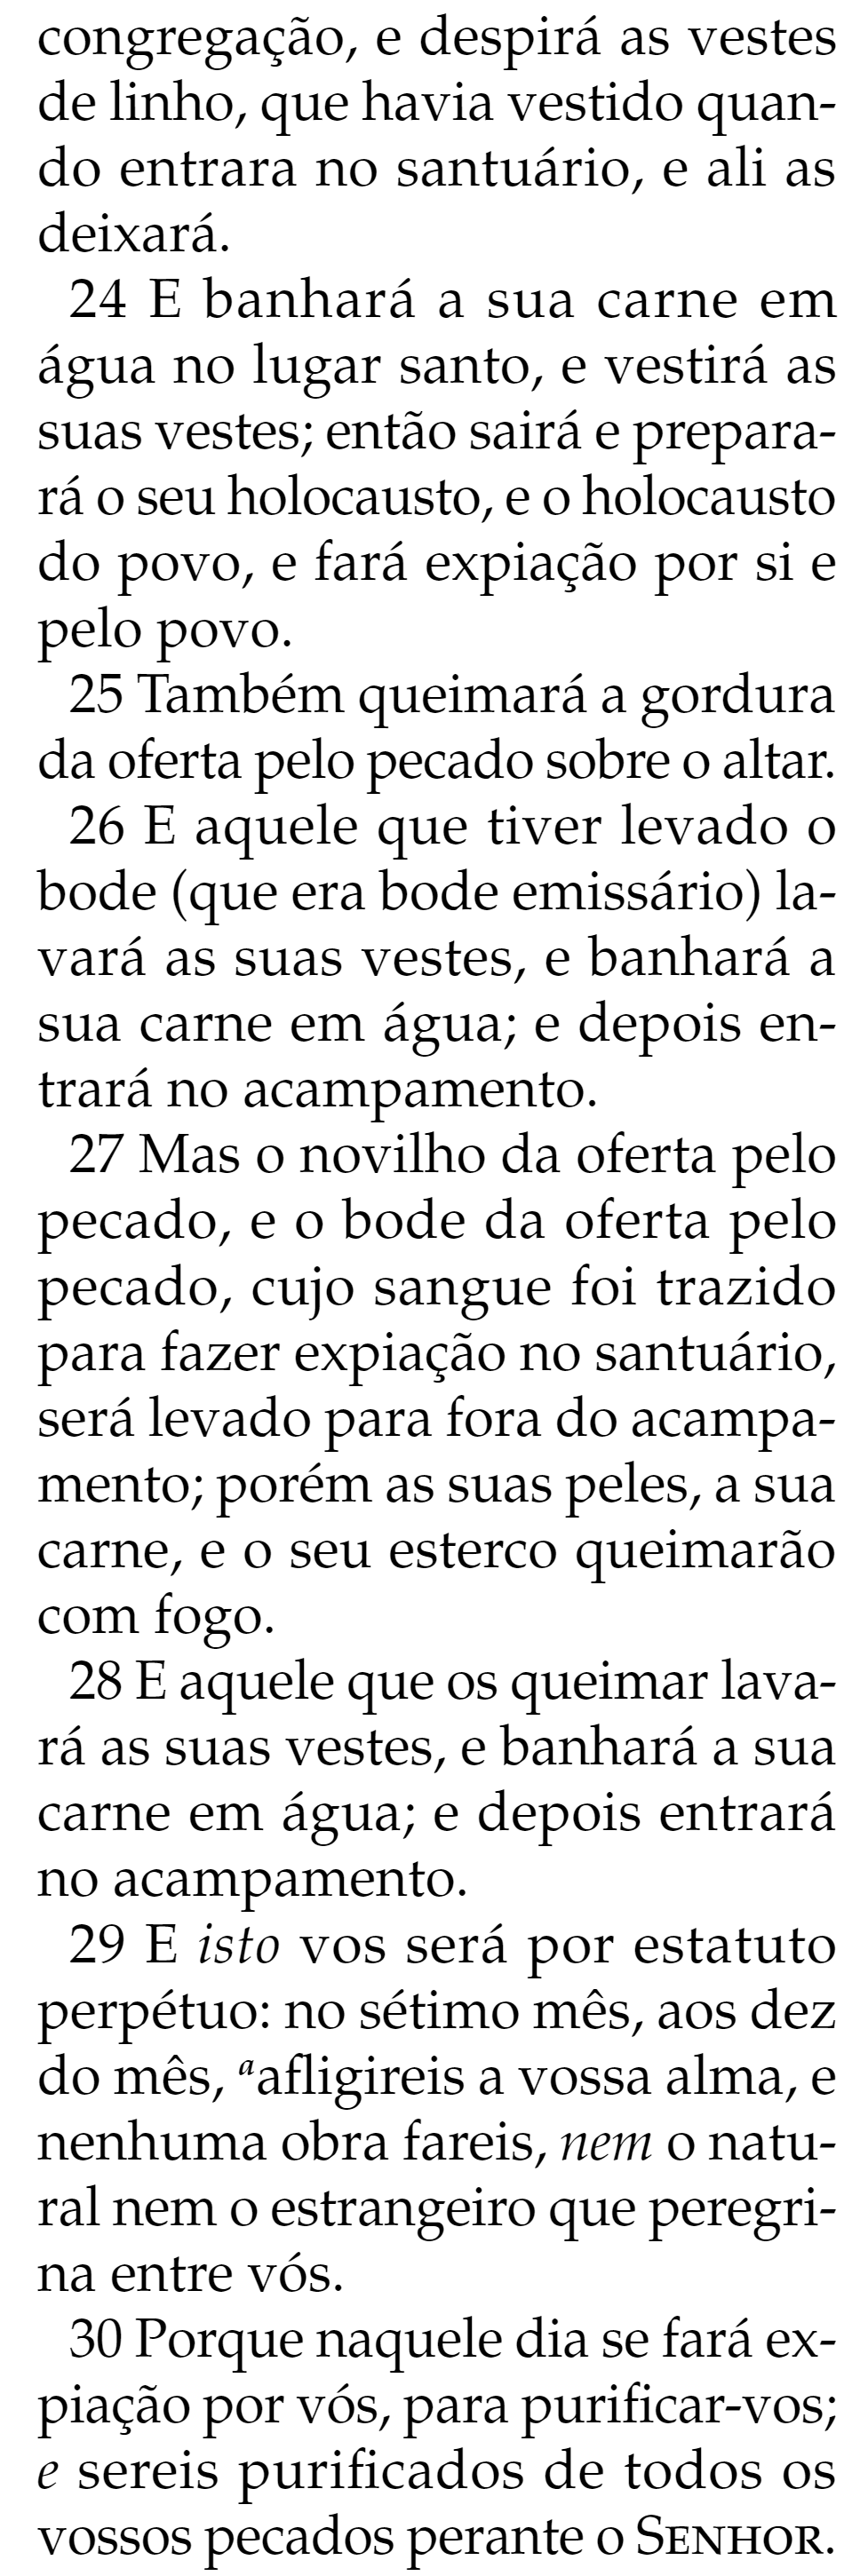 congregação, e despirá as vestes
de linho, que havia vestido quan-
do entrara no santuário, e ali as
deixará.
24 E banhará a sua carne em
água no lugar santo, e vestirá as
suas vestes; então sairá e prepara-
rá o seu holocausto, e o holocausto
do povo, e fará expiação por si e
pelo povo.
25 Também queimará a gordura
da oferta pelo pecado sobre o altar.
26 E aquele que tiver levado o
bode (que era bode emissário) la-
vará as suas vestes, e banhará a
sua carne em água; e depois en-
trará no acampamento.
27 Mas o novilho da oferta pelo
pecado, e o bode da oferta pelo
pecado, cujo sangue foi trazido
para fazer expiação no santuário,
será levado para fora do acampa-
mento; porém as suas peles, a sua
carne, e o seu esterco queimarão
com fogo.
28 E aquele que os queimar lava-
rá as suas vestes, e banhará a sua
carne em água; e depois entrará
no acampamento.
29 E isto vos será por estatuto
perpétuo: no sétimo mês, aos dez
do mês, ᵃafligireis a vossa alma, e
nenhuma obra fareis, nem o natu-
ral nem o estrangeiro que peregri-
na entre vós.
30 Porque naquele dia se fará ex-
piação por vós, para purificar-vos;
e sereis purificados de todos os
vossos pecados perante o SENHOR.